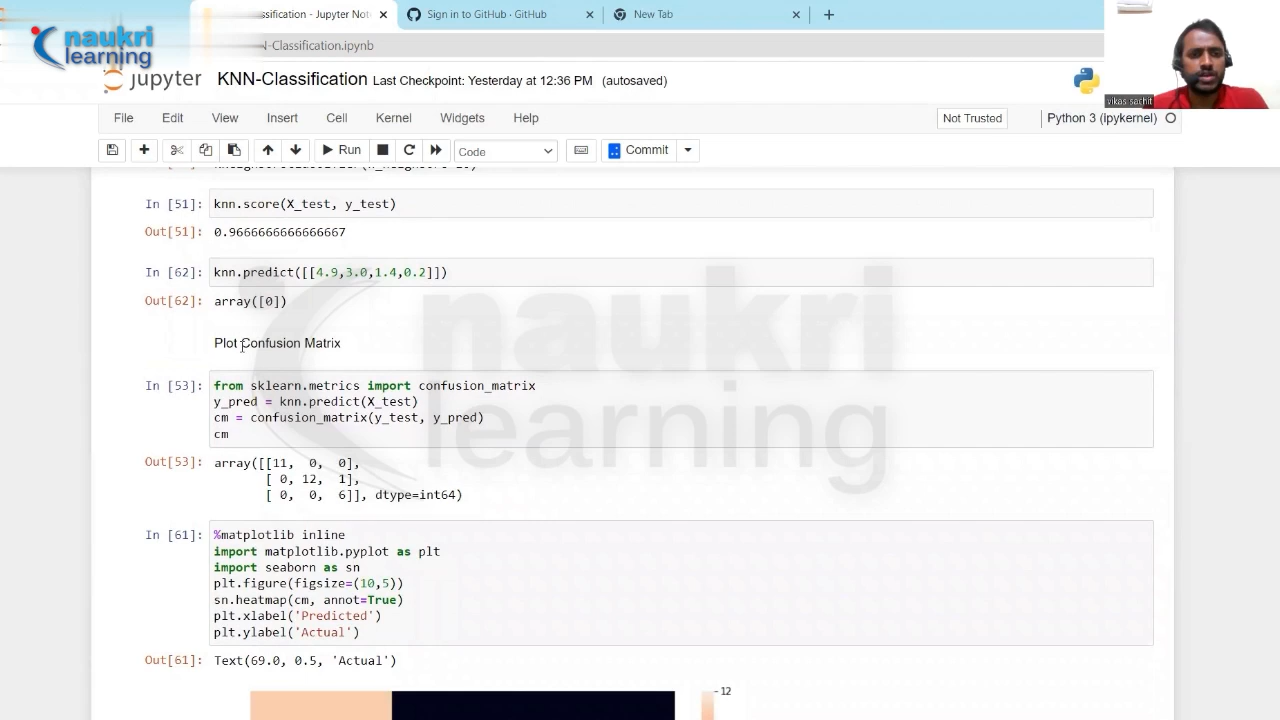 lassification - Jupyter Not
Sign in to GitHub · GitHub
New Tab
naukri
learning
N-Classification.ipynb
jupyter
KNN-Classification Last Checkpoint: Yesterday at 12:36 PM (autosaved)
vikas sachit
File Edit View Insert Cell Kernel Widgets Help
Not Trusted
Python 3 (ipykernel)
Run
Code
Commit
In [51]: knn.score(X_test, y_test)
Out[51]: 0.9666666666666667
In [62]: knn.predict([[4.9,3.0,1.4,0.2]])
Out[62]: array([0])
Plot Confusion Matrix
In [53]: from sklearn.metrics import confusion_matrix
y_pred = knn.predict(X_test)
cm = confusion_matrix(y_test, y_pred)
cm
Out[53]: array([[11, 0, 0],
[ 0, 12, 1],
[ 0, 0, 6]], dtype=int64)
In [61]: %matplotlib inline
import matplotlib.pyplot as plt
import seaborn as sn
plt.figure(figsize=(10,5))
sn.heatmap(cm, annot=True)
plt.xlabel('Predicted')
plt.ylabel('Actual')
Out[61]: Text(69.0, 0.5, 'Actual')
12
naukri
learning